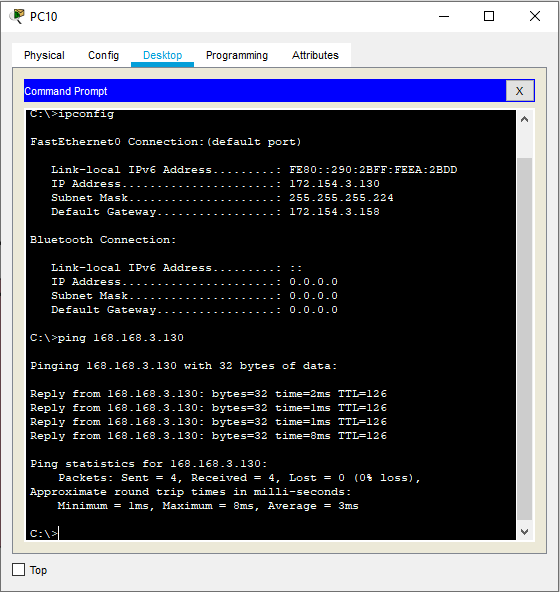 PC10
Physical Config Desktop Programming Attributes
Command Prompt X
C:\>ipconfig
FastEthernet0 Connection:(default port)
Link-local IPv6 Address.........: FE80::290:2BFF:FEEA:2BDD
IP Address......................: 172.154.3.130
Subnet Mask.....................: 255.255.255.224
Default Gateway.................: 172.154.3.158
Bluetooth Connection:
Link-local IPv6 Address.........: ::
IP Address......................: 0.0.0.0
Subnet Mask.....................: 0.0.0.0
Default Gateway.................: 0.0.0.0
C:\>ping 168.168.3.130
Pinging 168.168.3.130 with 32 bytes of data:
Reply from 168.168.3.130: bytes=32 time=2ms TTL=126
Reply from 168.168.3.130: bytes=32 time=1ms TTL=126
Reply from 168.168.3.130: bytes=32 time=1ms TTL=126
Reply from 168.168.3.130: bytes=32 time=8ms TTL=126
Ping statistics for 168.168.3.130:
Packets: Sent = 4, Received = 4, Lost = 0 (0% loss),
Approximate round trip times in milli-seconds:
Minimum = 1ms, Maximum = 8ms, Average = 3ms
C:\>
Top